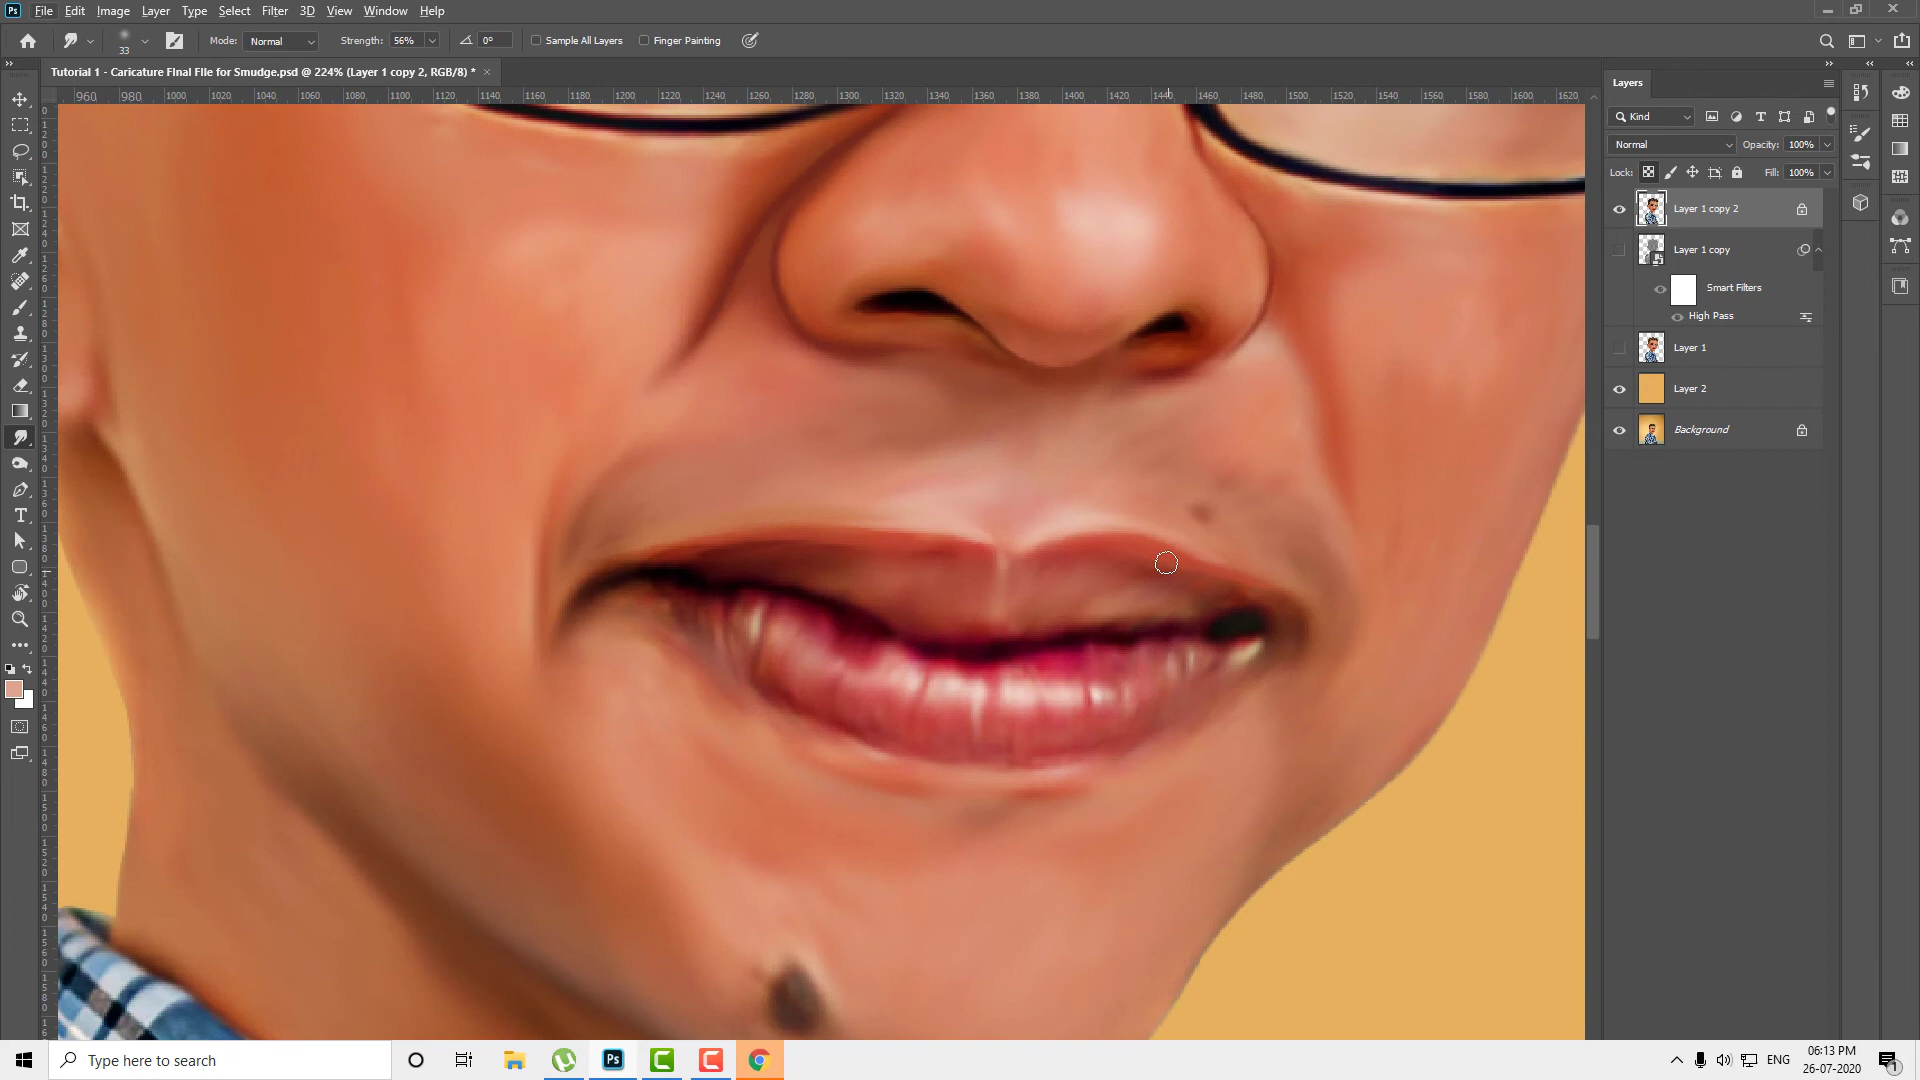 Ps File Edit Image Layer Type Select Filter 3D View Window Help
33 Mode: Normal Strength: 56% 0° Sample All Layers Finger Painting
Tutorial 1 - Caricature Final File for Smudge.psd @ 224% (Layer 1 copy 2, RGB/8) * ×
960 980 1000 1020 1040 1060 1080 1100 1120 1140 1160 1180 1200 1220 1240 1260 1280 1300 1320 1340 1360 1380 1400 1420 1440 1460 1480 1500 1520 1540 1560 1580 1600 1620
Layers
Kind
Normal Opacity: 100%
Lock: Fill: 100%
Layer 1 copy 2
Layer 1 copy
Smart Filters
High Pass
Layer 1
Layer 2
Background
Type here to search
Ps
ENG
06:13 PM
26-07-2020
1